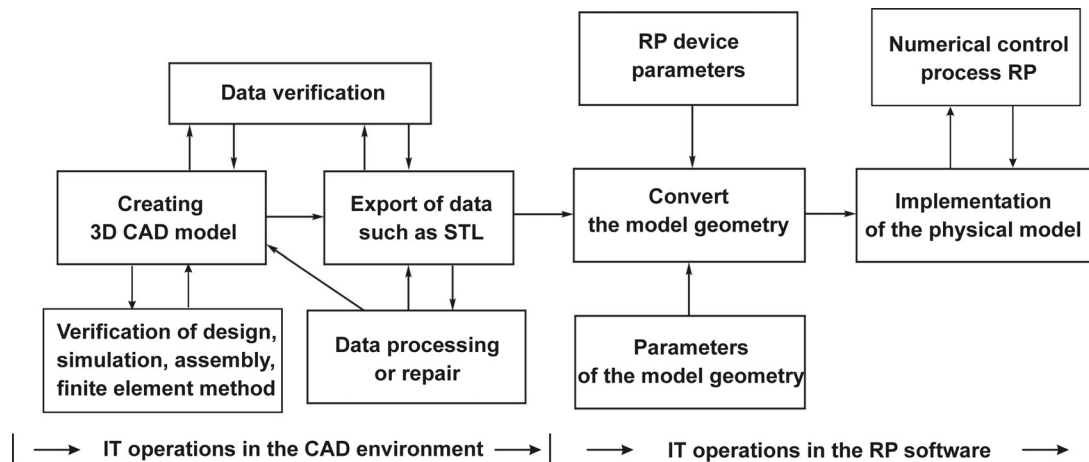 RP device
parameters
Numerical control
process RP
Data verification
Creating
3D CAD model
Export of data
such as STL
Convert
the model geometry
Implementation
of the physical model
Verification of design,
simulation, assembly,
finite element method
Data processing
or repair
Parameters
of the model geometry
IT operations in the CAD environment
IT operations in the RP software